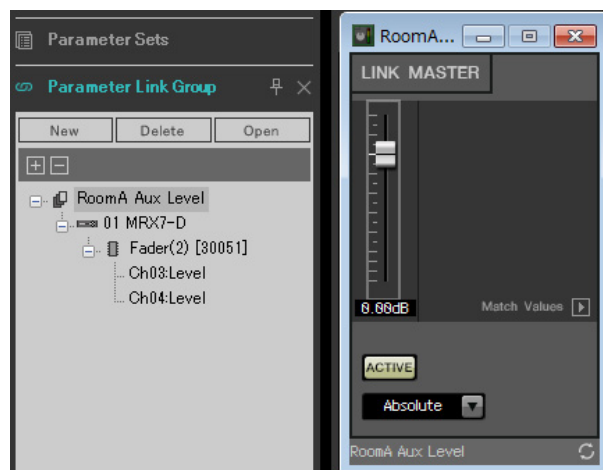 Parameter Sets
Parameter Link Group
New Delete Open
RoomA Aux Level
01 MRX7-D
Fader(2) [30051]
Ch03:Level
Ch04:Level
RoomA...
LINK MASTER
0.00dB
Match Values
ACTIVE
Absolute
RoomA Aux Level